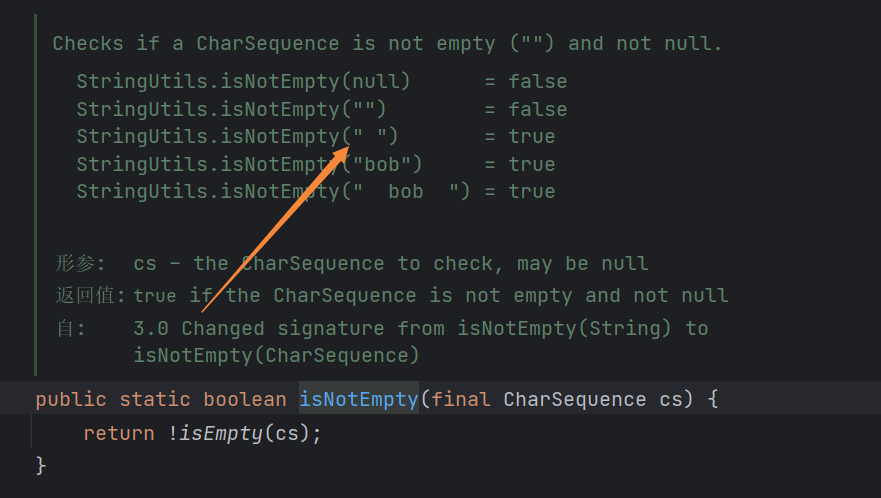 Checks if a CharSequence is not empty ("") and not null.
StringUtils.isNotEmpty(null)      = false
StringUtils.isNotEmpty("")        = false
StringUtils.isNotEmpty(" ")       = true
StringUtils.isNotEmpty("bob")     = true
StringUtils.isNotEmpty("  bob  ") = true
形参: cs – the CharSequence to check, may be null
返回值: true if the CharSequence is not empty and not null
自: 3.0 Changed signature from isNotEmpty(String) to
isNotEmpty(CharSequence)
public static boolean isNotEmpty(final CharSequence cs) {
    return !isEmpty(cs);
}